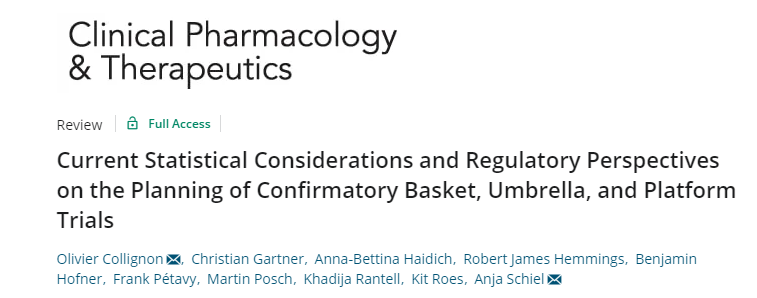 Clinical Pharmacology
& Therapeutics
Review Full Access
Current Statistical Considerations and Regulatory Perspectives
on the Planning of Confirmatory Basket, Umbrella, and Platform
Trials
Olivier Collignon, Christian Gartner, Anna-Bettina Haidich, Robert James Hemmings, Benjamin
Hofner, Frank Pétavy, Martin Posch, Khadija Rantell, Kit Roes, Anja Schiel